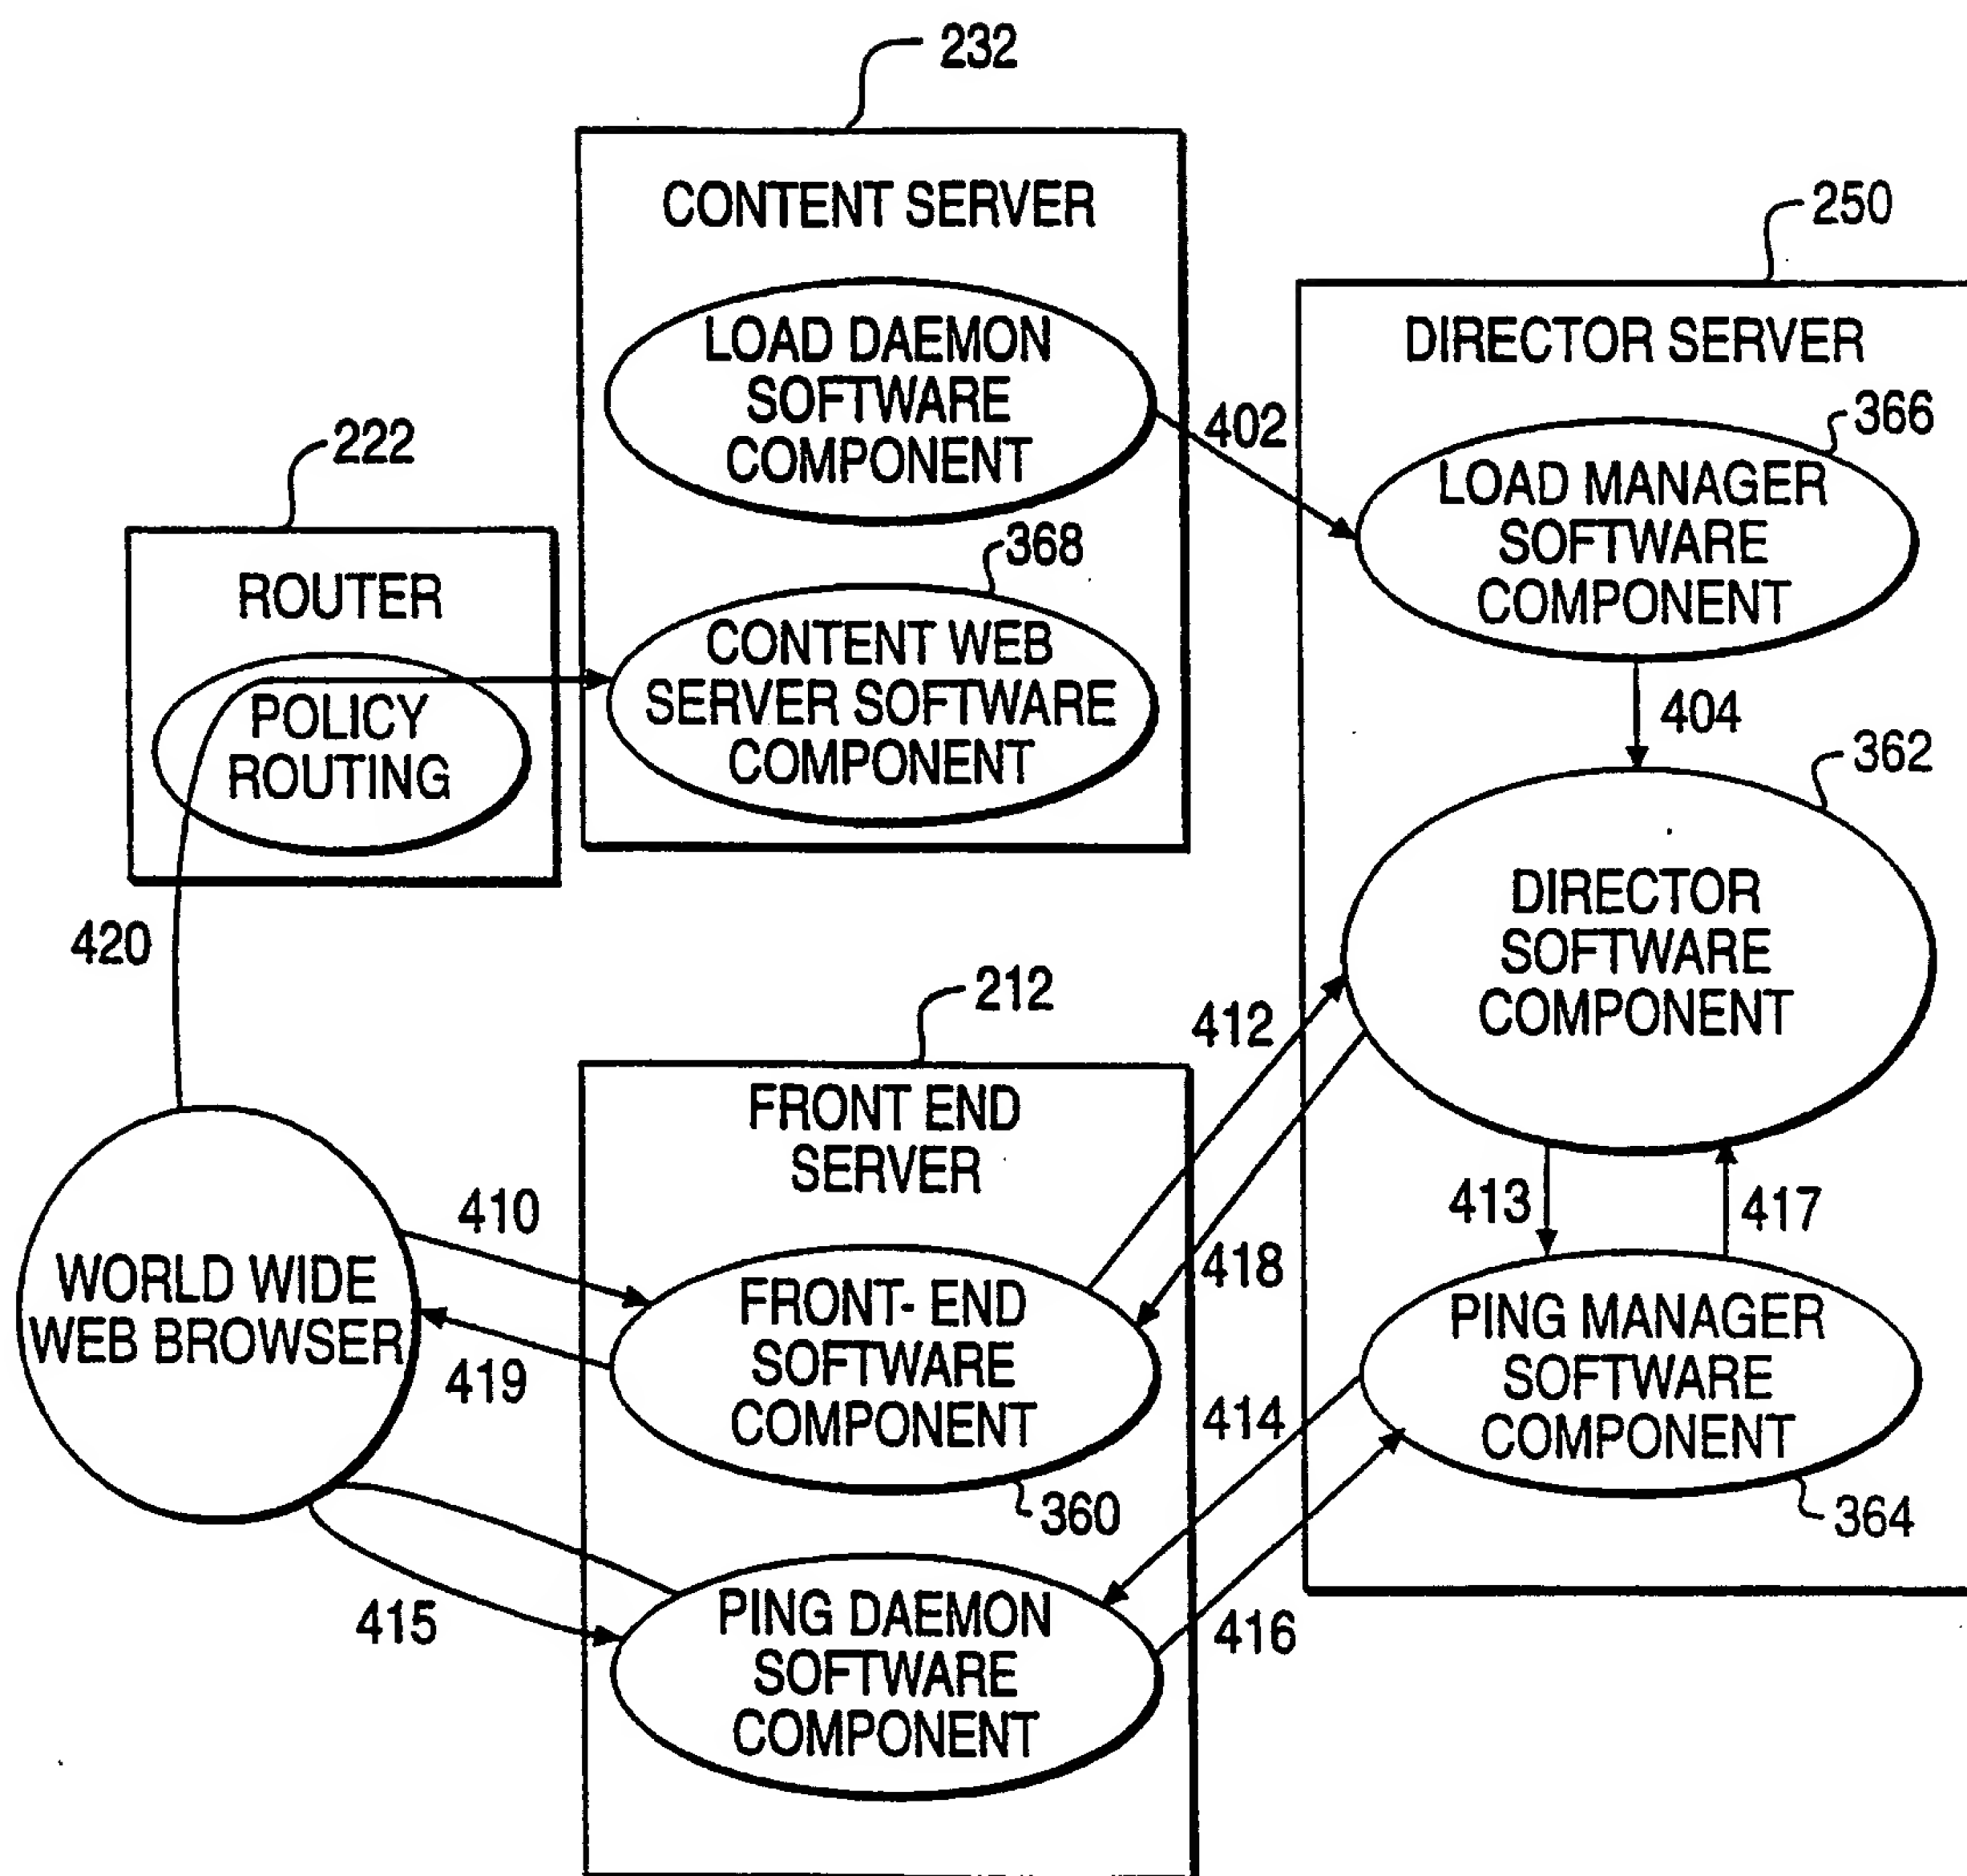 232
CONTENT SERVER
250
LOAD DAEMON
SOFTWARE
COMPONENT
DIRECTOR SERVER
402
366
222
LOAD MANAGER
SOFTWARE
COMPONENT
368
ROUTER
CONTENT WEB
SERVER SOFTWARE
COMPONENT
POLICY
ROUTING
404
362
DIRECTOR
SOFTWARE
COMPONENT
420
212
412
FRONT END
SERVER
410
413
417
WORLD WIDE
WEB BROWSER
418
FRONT- END
SOFTWARE
COMPONENT
PING MANAGER
SOFTWARE
COMPONENT
419
414
360
364
PING DAEMON
SOFTWARE
COMPONENT
415
416